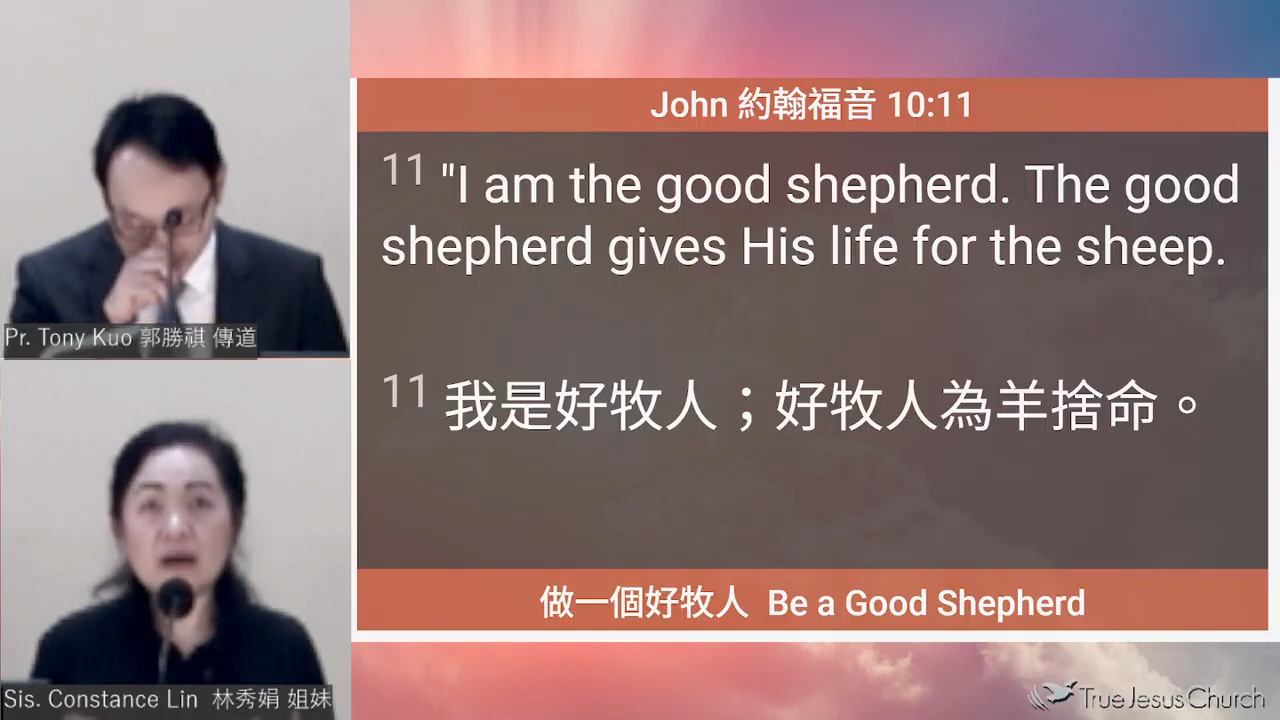 John 約翰福音 10:11
11 "I am the good shepherd. The good
shepherd gives His life for the sheep.
11 我是好牧人；好牧人為羊捨命。
做一個好牧人 Be a Good Shepherd
Pr. Tony Kuo 郭勝祺 傳道
Sis. Constance Lin 林秀娟 姐妹
True Jesus Church